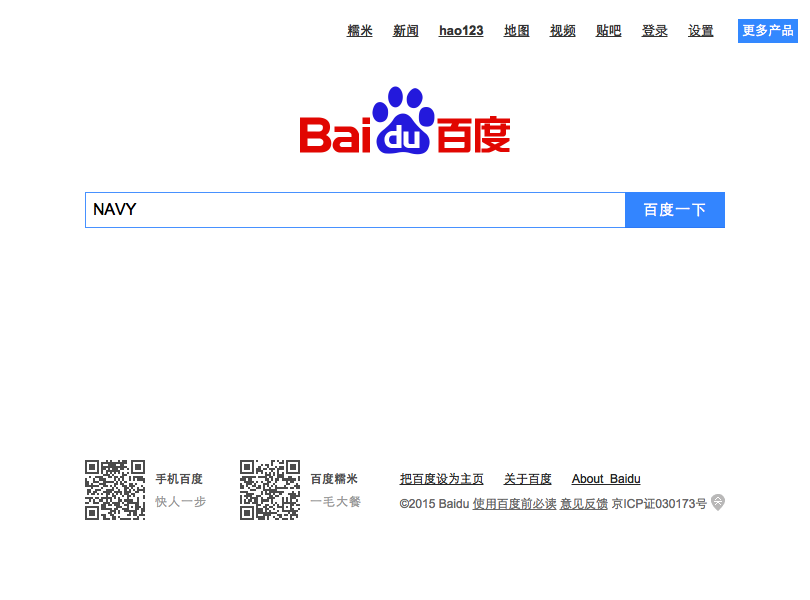 糯米 新闻 hao123 地图 视频 贴吧 登录 设置 更多产品
Bai du 百度
NAVY 百度一下
手机百度 百度糯米 把百度设为主页 关于百度 About Baidu
快人一步 一毛大餐 ©2015 Baidu 使用百度前必读 意见反馈 京ICP证030173号